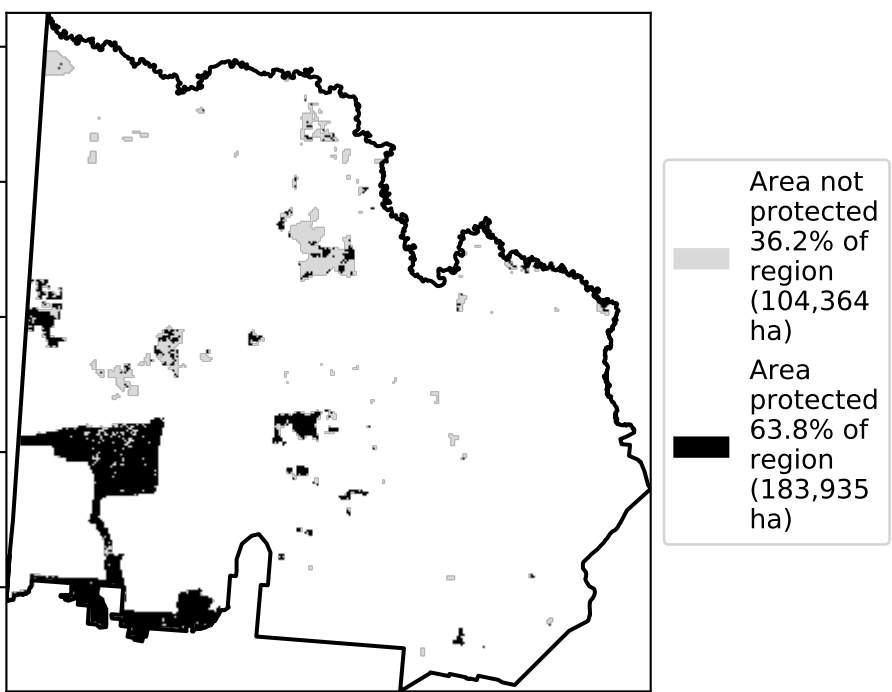 Area not
protected
36.2% of
region
(104,364
ha)
Area
protected
63.8% of
region
(183,935
ha)